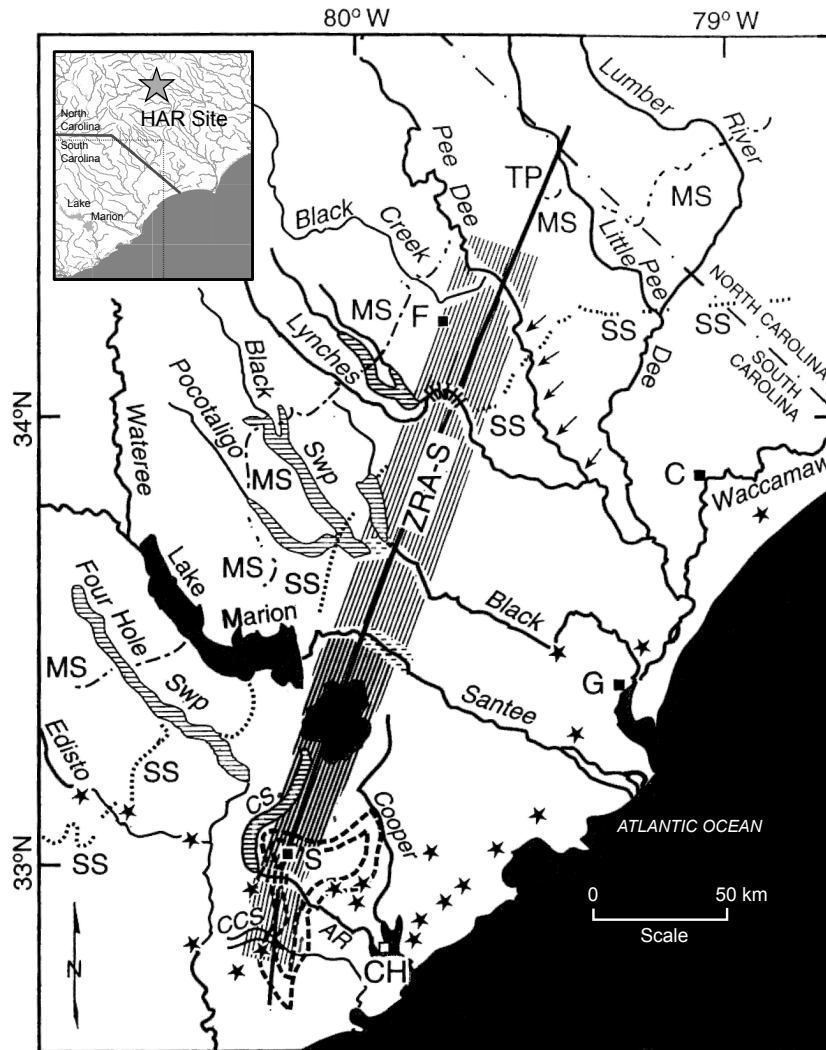 80° W
79° W
HAR Site
North
Carolina
South
Carolina
Lake
Marion
Lumber
River
Pee
Dee
TP
MS
MS
Black
Creek
Little
Pee
Dee
NORTH CAROLINA
SOUTH
CAROLINA
MS
F
SS
SS
Lynches
Black
Swp
Pocotaligo
Wateree
34°N
SS
ZRA-S
C
Waccamaw
MS
MS
SS
Lake
Marion
Black
Four Hole
Swp
MS
G
Santee
Edisto
SS
CS
Cooper
ATLANTIC OCEAN
33°N
SS
S
0
50 km
Scale
CCS
AR
CH
N